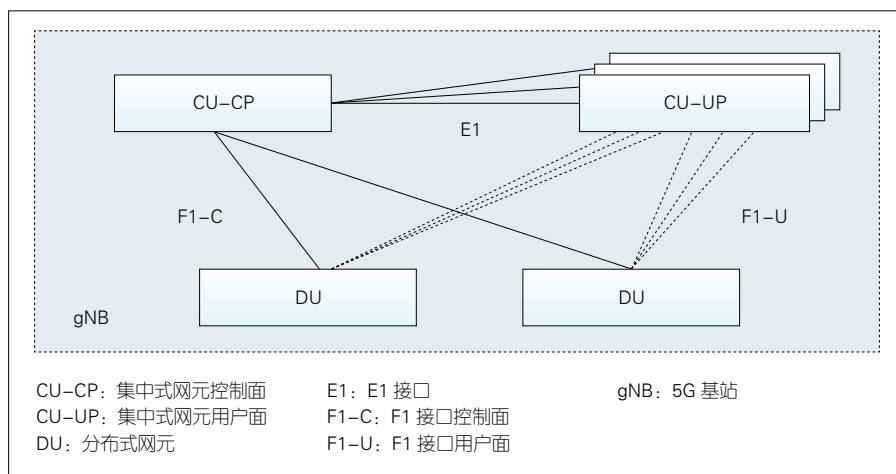 CU-CP
CU-UP
E1
F1-C
F1-U
DU
DU
gNB
CU-CP：集中式网元控制面
E1：E1 接口
gNB：5G 基站
CU-UP：集中式网元用户面
F1-C：F1 接口控制面
DU：分布式网元
F1-U：F1 接口用户面